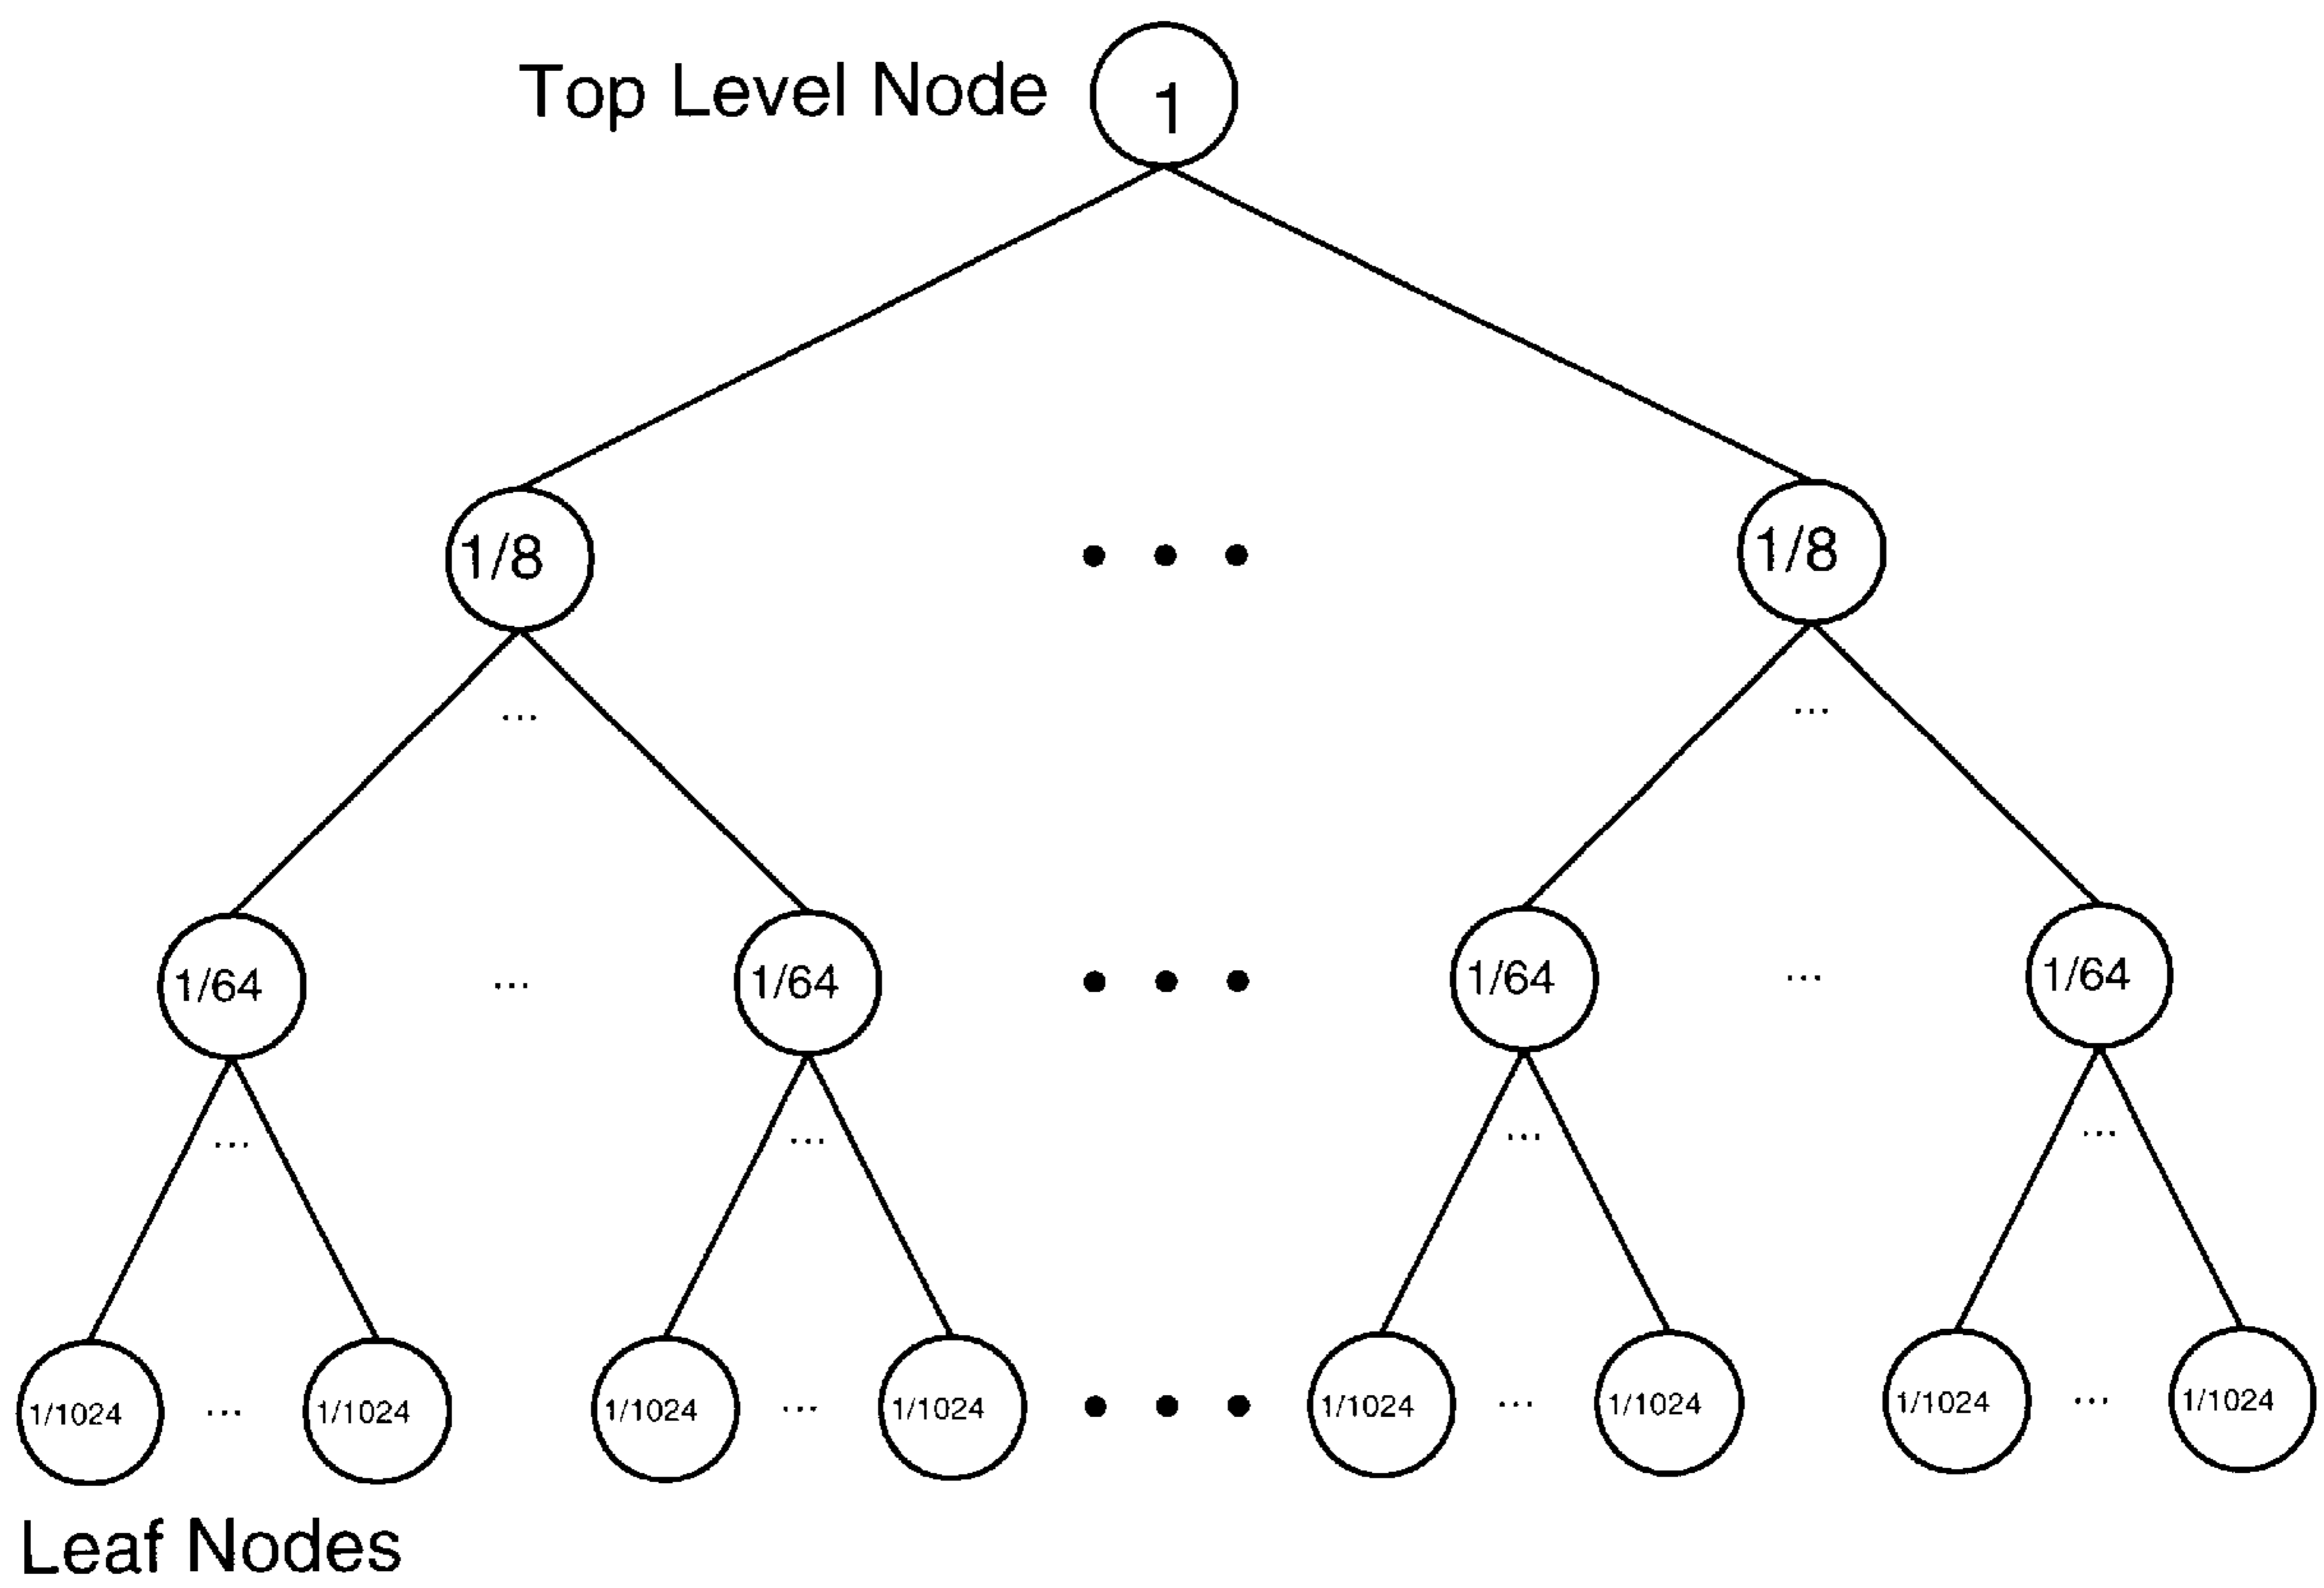 Top Level Node 1
1/8 • • • 1/8
... ...
1/64 ... 1/64 • • • 1/64 ... 1/64
... ... ... ...
1/1024 ... 1/1024 1/1024 ... 1/1024 • • • 1/1024 ... 1/1024 1/1024 ... 1/1024
Leaf Nodes